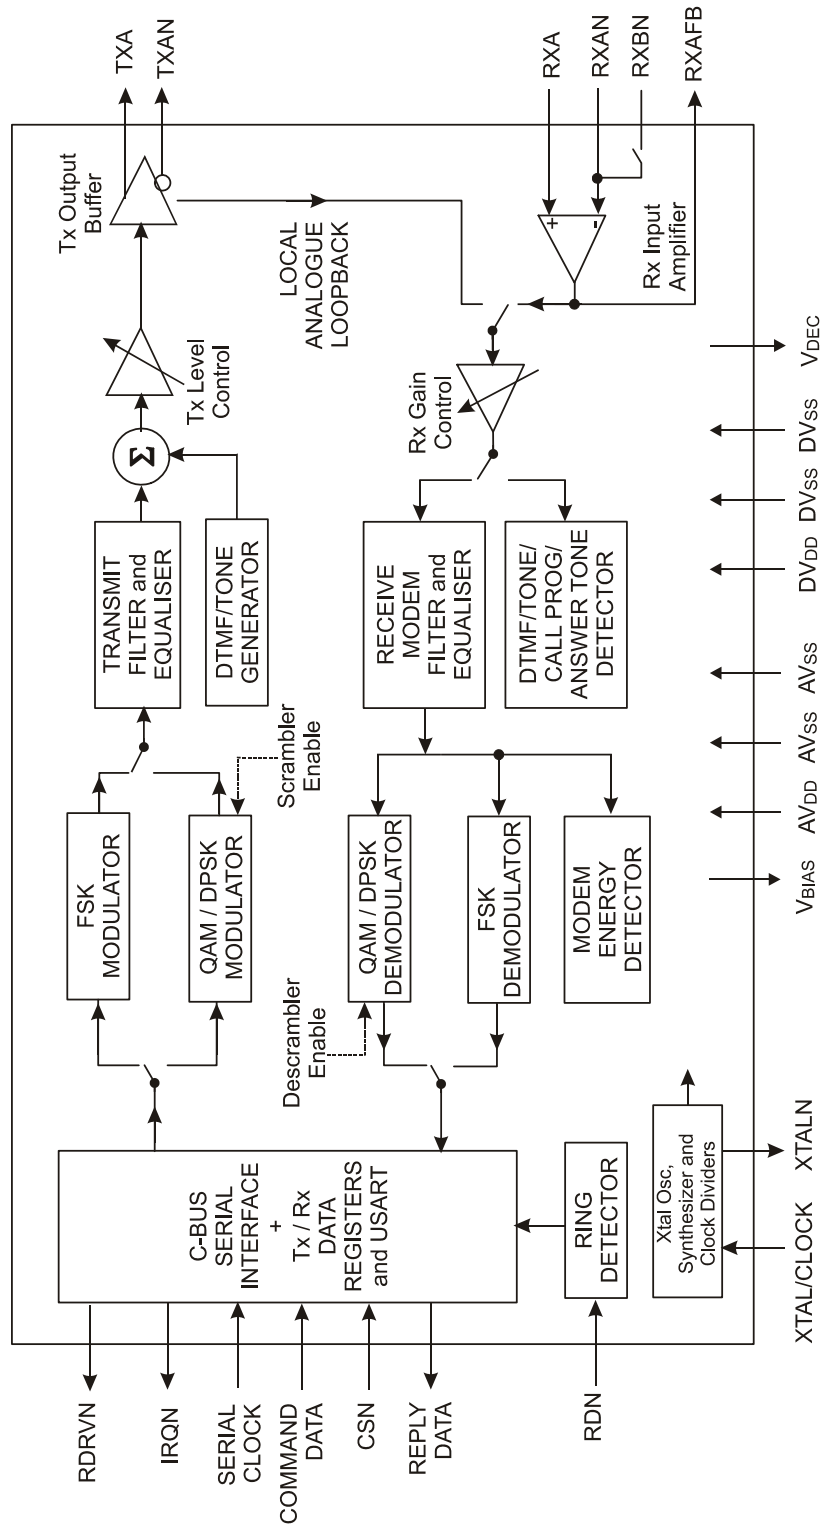 RDRVN
IRQN
SERIAL
CLOCK
COMMAND
DATA
CSN
REPLY
DATA
RDN
C-BUS
SERIAL
INTERFACE
+
Tx / Rx
DATA
REGISTERS
and USART
RING
DETECTOR
Xtal Osc,
Synthesizer and
Clock Dividers
XTAL/CLOCK
XTALN
FSK
MODULATOR
QAM / DPSK
MODULATOR
Scrambler
Enable
Descrambler
Enable
QAM / DPSK
DEMODULATOR
FSK
DEMODULATOR
MODEM
ENERGY
DETECTOR
TRANSMIT
FILTER and
EQUALISER
DTMF/TONE
GENERATOR
RECEIVE
MODEM
FILTER and
EQUALISER
DTMF/TONE/
CALL PROG/
ANSWER TONE
DETECTOR
Σ
Tx Level
Control
Rx Gain
Control
Tx Output
Buffer
LOCAL
ANALOGUE
LOOPBACK
+
-
Rx Input
Amplifier
TXA
TXAN
RXA
RXAN
RXBN
RXAFB
VBIAS
AVDD
AVSS
AVSS
DVDD
DVSS
DVSS
VDEC